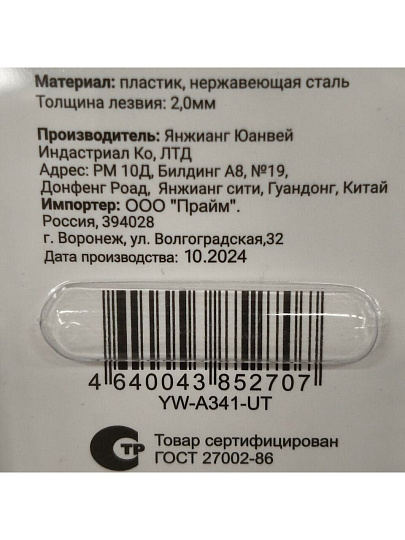 Материал: пластик, нержавеющая сталь
Толщина лезвия: 2,0мм
Производитель: Янжианг Юанвей
Индастриал Ко, ЛТД
Адрес: РМ 10Д, Билдинг А8, №19,
Донфенг Роад, Янжианг сити, Гуандонг, Китай
Импортер: ООО "Прайм".
Россия, 394028
г. Воронеж, ул. Волгоградская,32
Дата производства: 10.2024
4 640043 852707
YW-A341-UT
СТР Товар сертифицирован
ГОСТ 27002-86